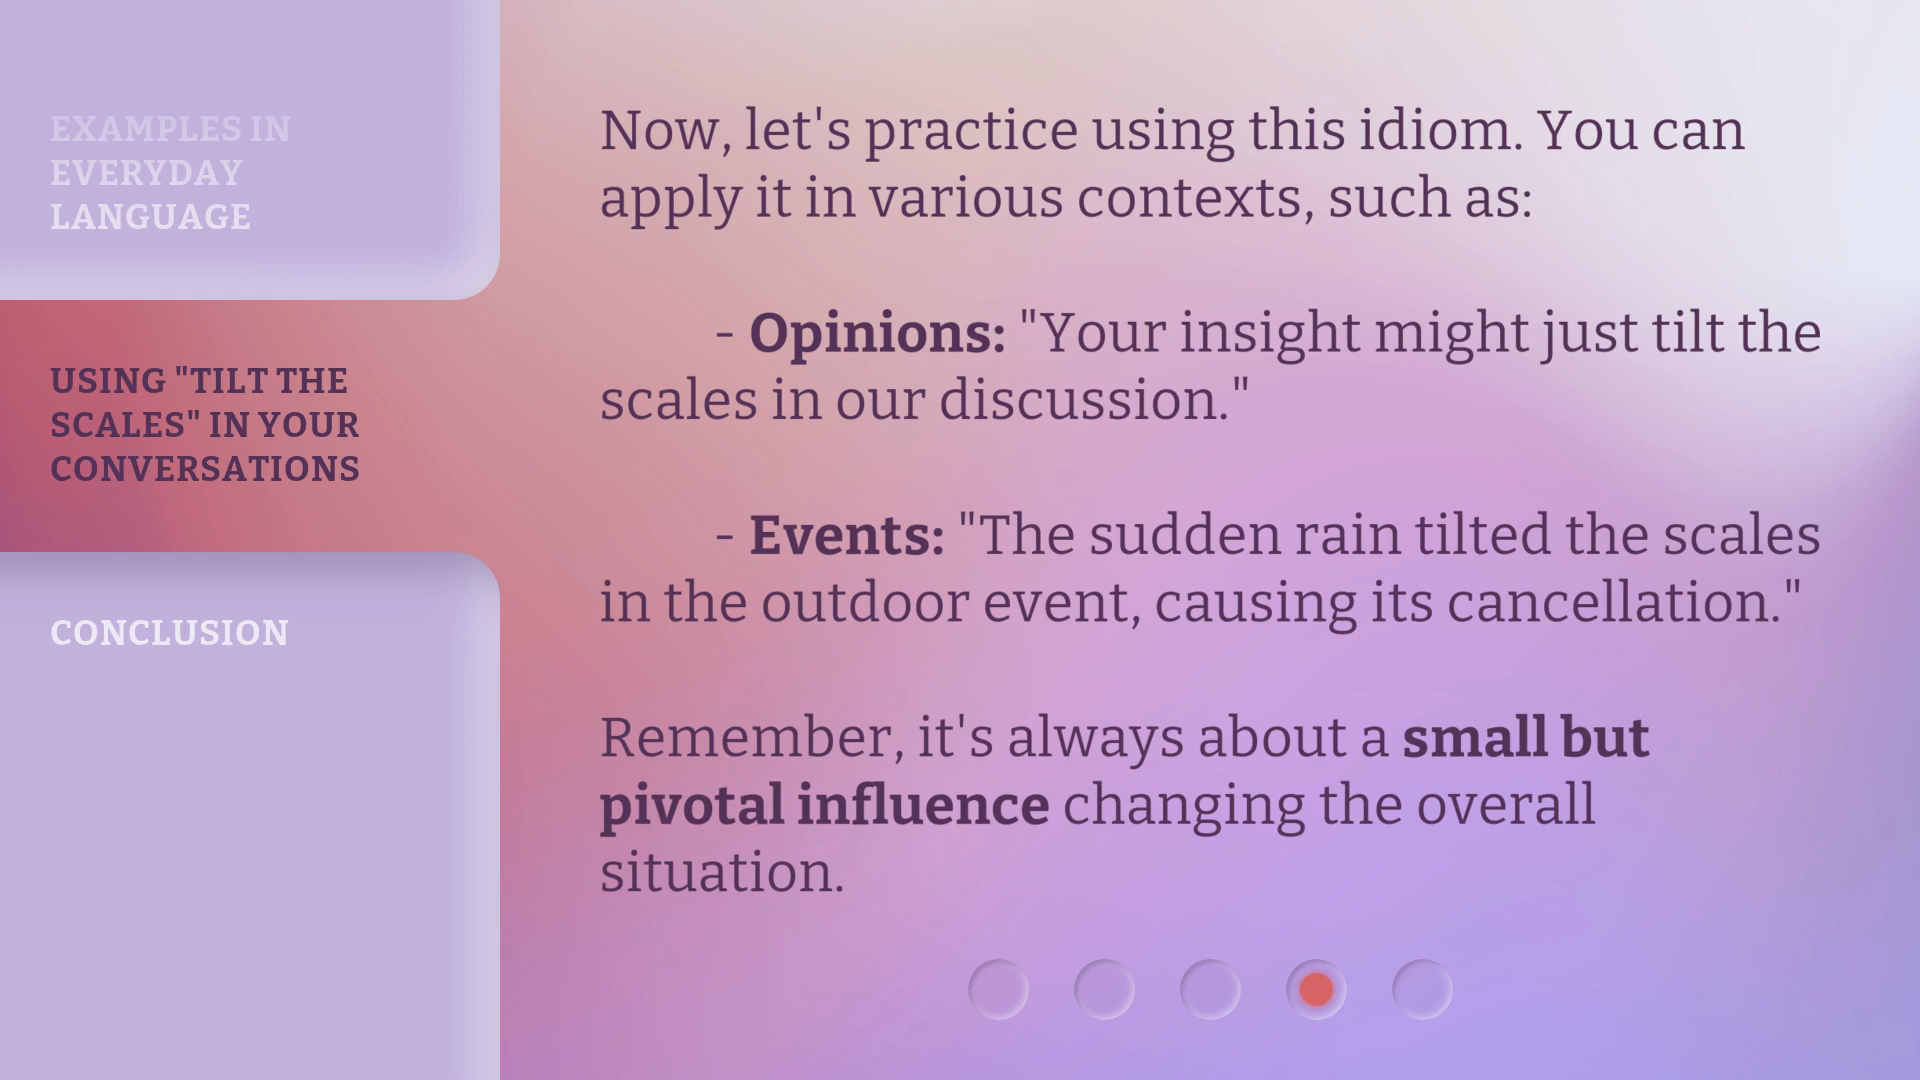 SCALES
EXAMPLES IN
EVERYDAY
LANGUAGE
USING "TILT THE
SCALES" IN YOUR
CONVERSATIONS
CONCLUSION
Now, let's practice using this idiom. You can
apply it in various contexts, such as:
- Opinions: "Your insight might just tilt the
scales in our discussion."
- Events: "The sudden rain tilted the scales
in the outdoor event, causing its cancellation."
Remember, it's always about a small but
pivotal influence changing the overall
situation.